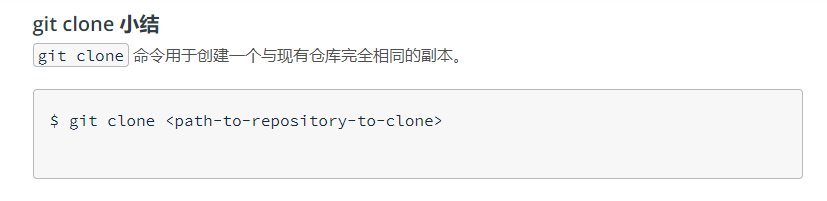 git clone 小结
git clone 命令用于创建一个与现有仓库完全相同的副本。
$ git clone <path-to-repository-to-clone>